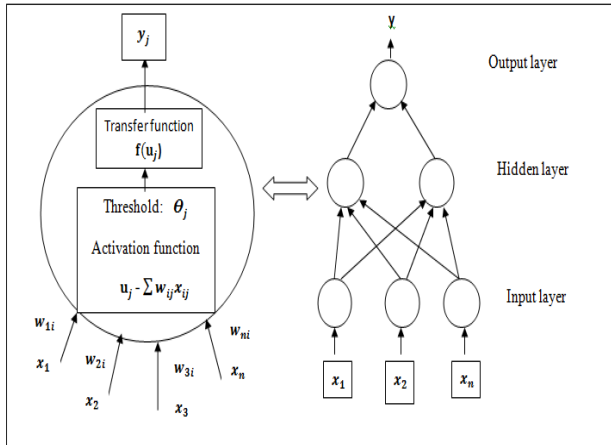 y_j
Transfer function
f(u_j)
Threshold: θ_j
Activation function
u_j - ∑ w_ij x_ij
w_1i
w_2i
w_3i
w_ni
x_1
x_2
x_3
x_n
y
Output layer
Hidden layer
Input layer
x_1
x_2
x_n